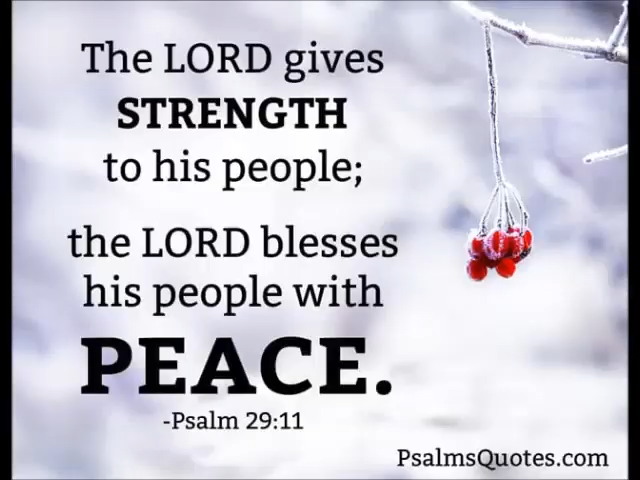 The LORD gives
STRENGTH
to his people;
the LORD blesses
his people with
PEACE.
-Psalm 29:11
PsalmsQuotes.com